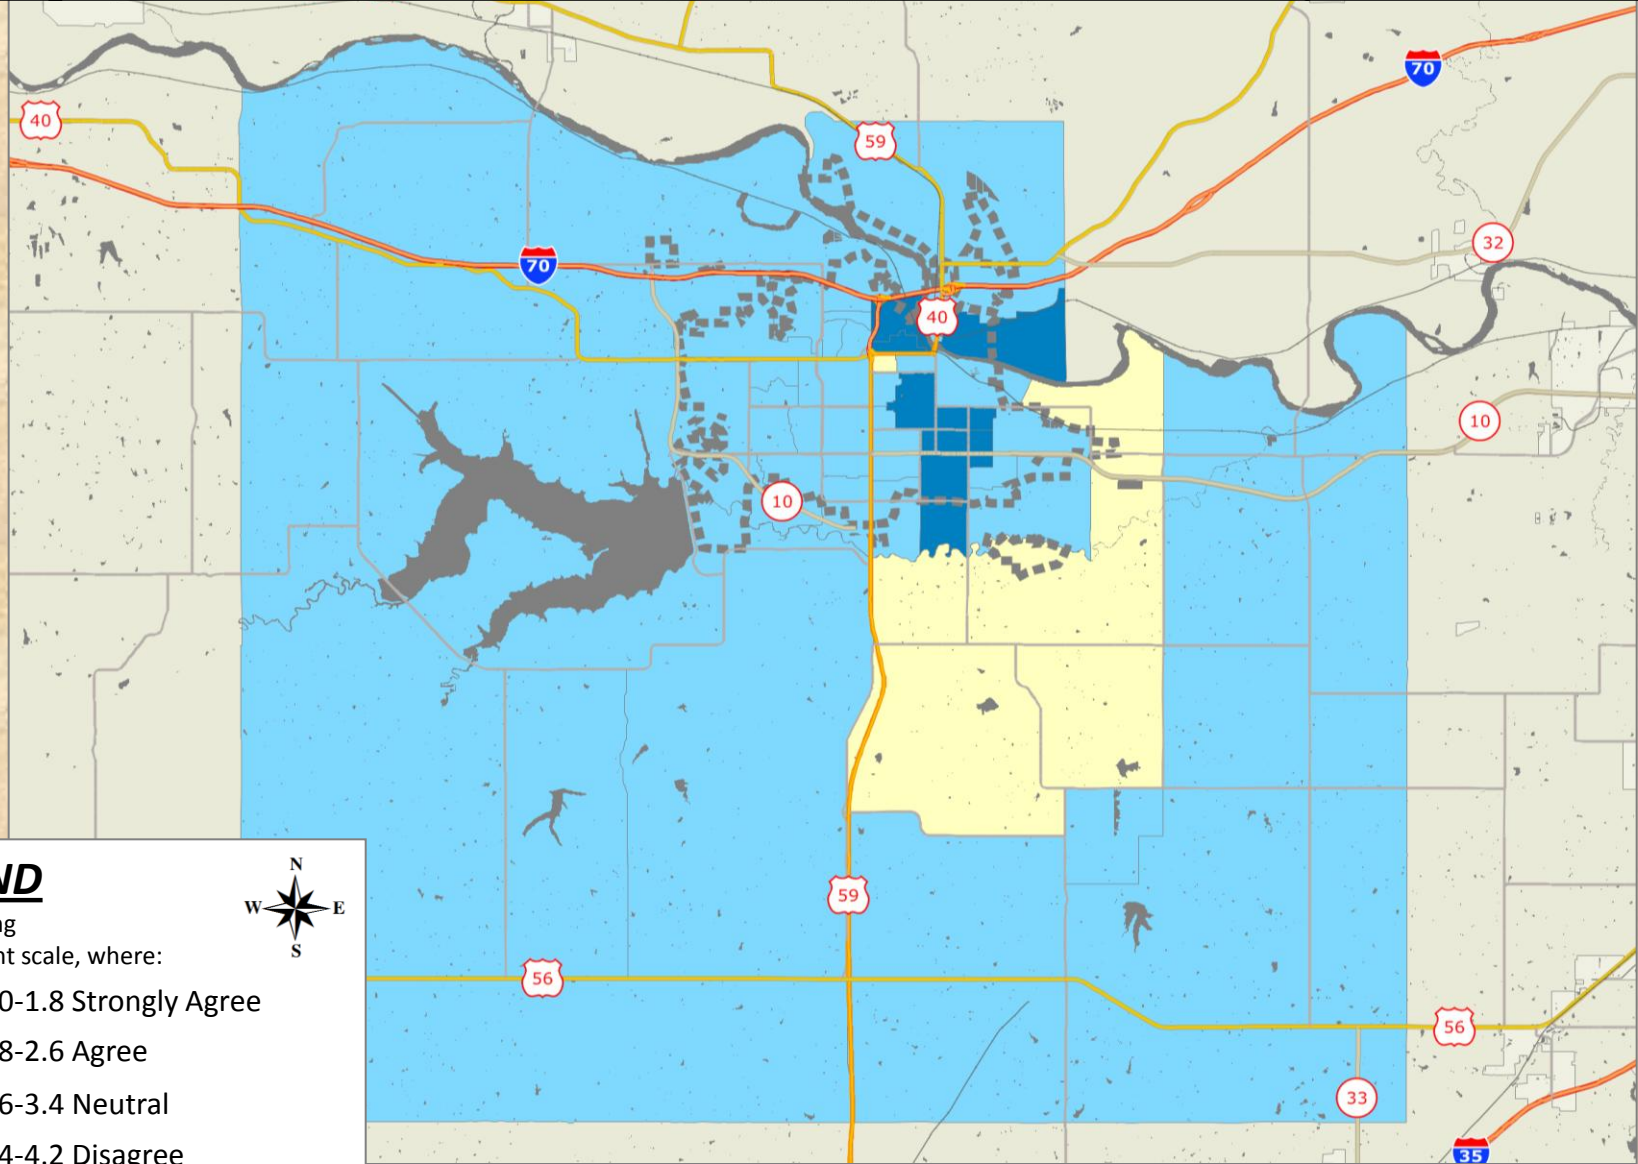 70
40
59
32
70
40
10
10
ND
N
W E
S
59
ng
nt scale, where:
0-1.8 Strongly Agree
56
8-2.6 Agree
56
6-3.4 Neutral
33
4-4.2 Disagree
35